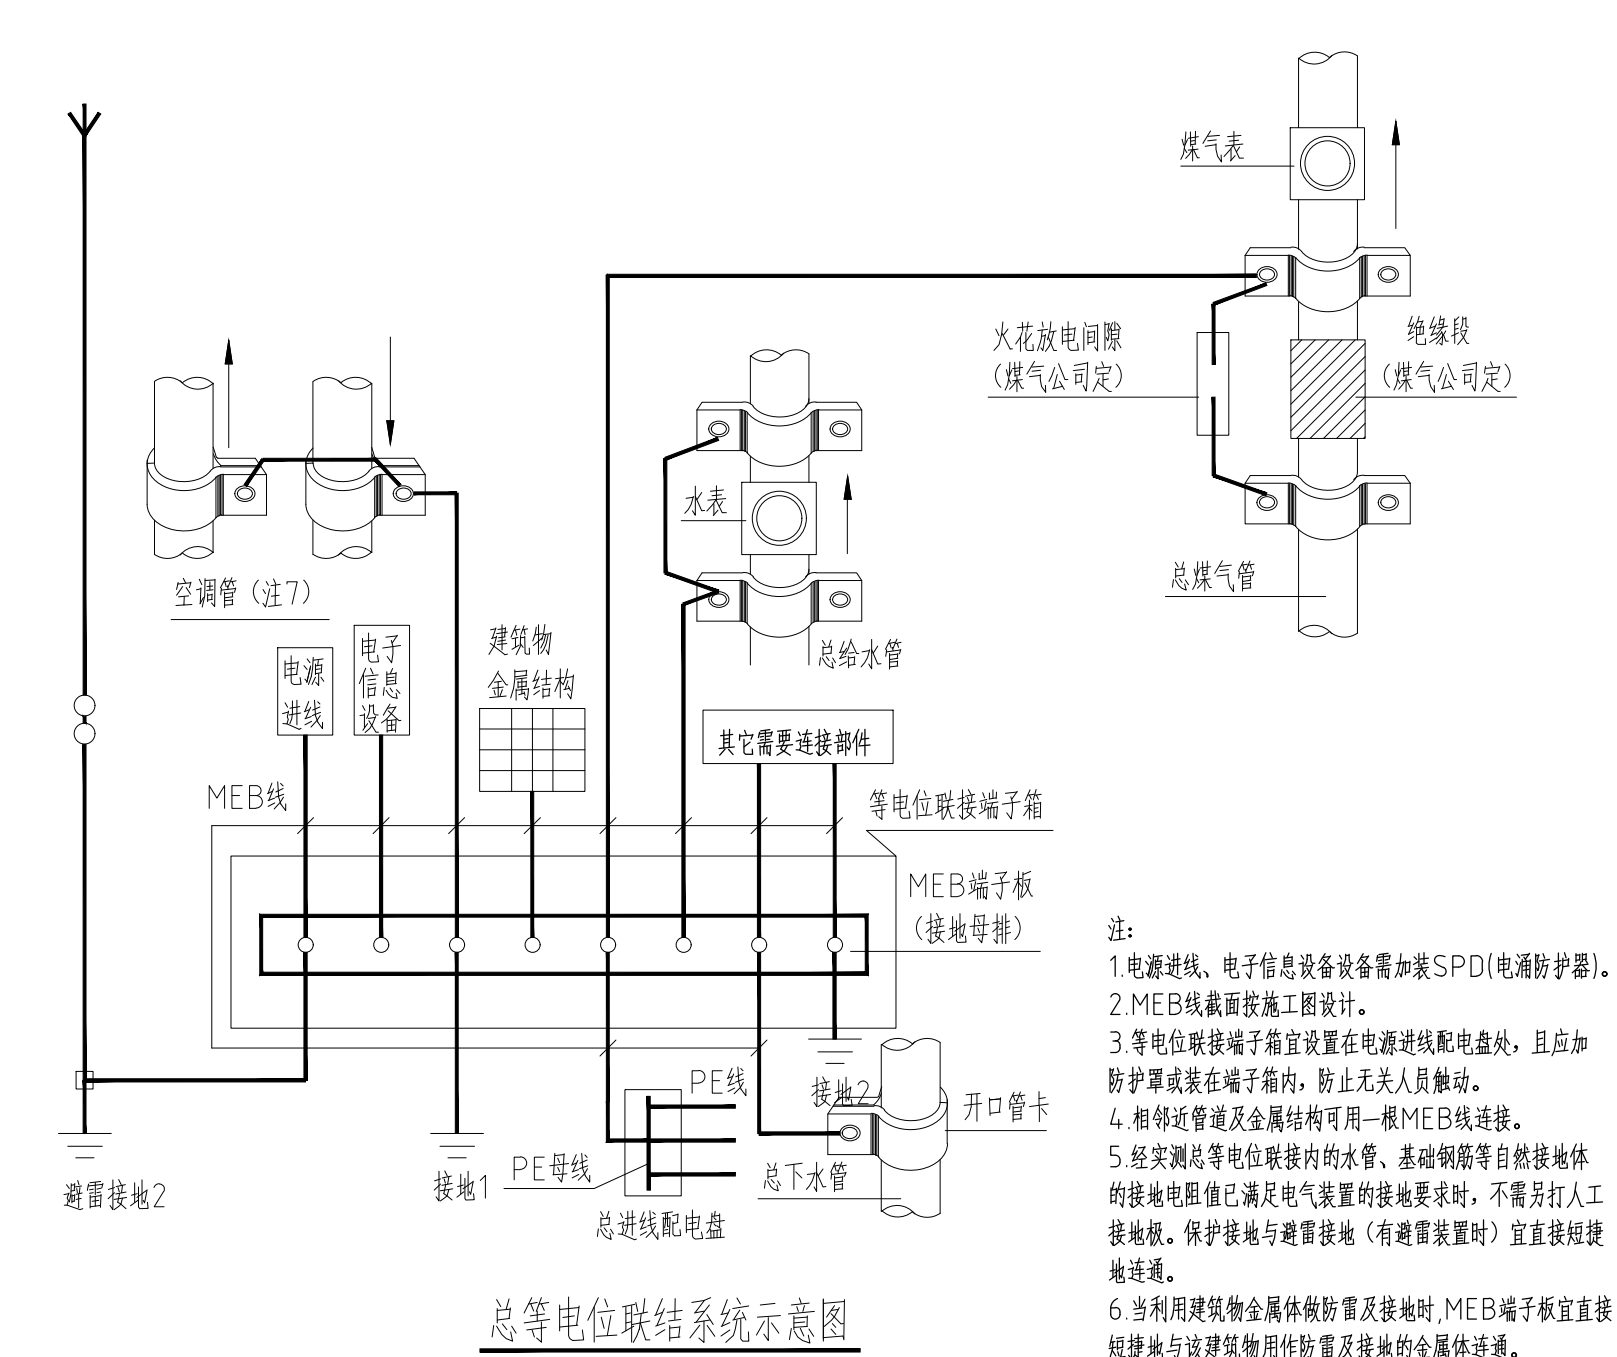 煤气表
火花放电间隙
(煤气公司定)
绝缘段
(煤气公司定)
水表
总煤气管
空调管（注7）
总给水管
电源
进线
电子
信息
设备
建筑物
金属结构
其它需要连接部件
MEB线
等电位联接端子箱
MEB端子板
（接地母排）
PE线
接地2
开口管卡
PE母线
总下水管
接地1
避雷接地2
总进线配电盘
总等电位联结系统示意图
注：
1.电源进线、电子信息设备设备需加装SPD(电涌防护器)。
2.MEB线截面按施工图设计。
3.等电位联接端子箱宜设置在电源进线配电盘处，且应加
防护罩或装在端子箱内，防止无关人员触动。
4.相邻近管道及金属结构可用一根MEB线连接。
5.经实测总等电位联接内的水管、基础钢筋等自然接地体
的接地电阻值已满足电气装置的接地要求时，不需另打人工
接地极。保护接地与避雷接地（有避雷装置时）宜直接短捷
地连通。
6.当利用建筑物金属体做防雷及接地时,MEB端子板宜直接
短捷地与该建筑物用作防雷及接地的金属体连通。